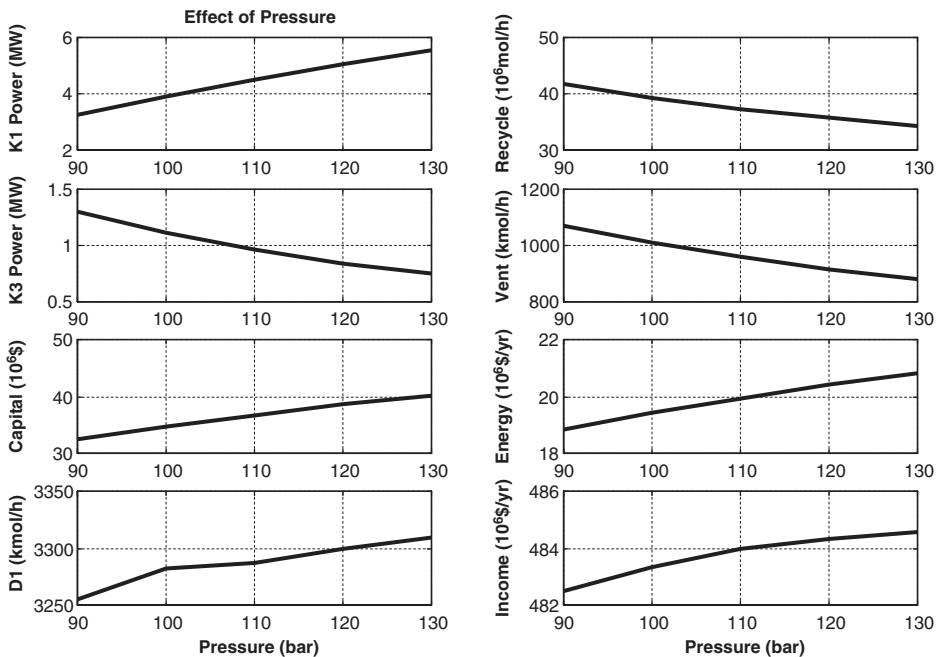 Effect of Pressure
K1 Power (MW)
6
4
2
90 100 110 120 130
Recycle (10⁶mol/h)
50
40
30
90 100 110 120 130
K3 Power (MW)
1.5
1
0.5
90 100 110 120 130
Vent (kmol/h)
1200
1000
800
90 100 110 120 130
Capital (10⁶$)
50
40
30
90 100 110 120 130
Energy (10⁶$/yr)
22
20
18
90 100 110 120 130
D1 (kmol/h)
3350
3300
3250
90 100 110 120 130
Pressure (bar)
Income (10⁶$/yr)
486
484
482
90 100 110 120 130
Pressure (bar)